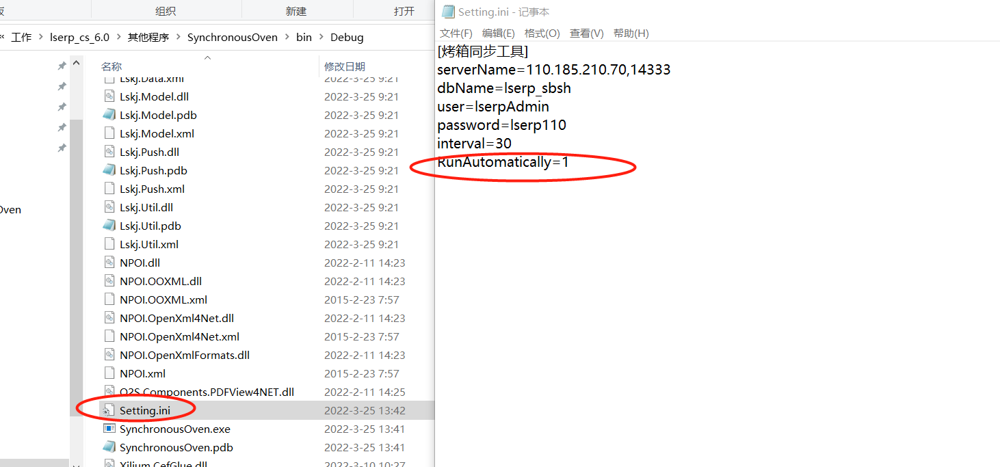 组织 新建 打开
« 工作 > lserp_cs_6.0 > 其他程序 > SynchronousOven > bin > Debug
名称 修改日期
Lskj.Data.xml 2022-3-25 9:21
Lskj.Model.dll 2022-3-25 9:21
Lskj.Model.pdb 2022-3-25 9:21
Lskj.Model.xml 2022-3-25 9:21
Lskj.Push.dll 2022-3-25 9:21
Lskj.Push.pdb 2022-3-25 9:21
Lskj.Push.xml 2022-3-25 9:21
Lskj.Util.dll 2022-3-25 9:21
Oven
Lskj.Util.pdb 2022-3-25 9:21
Lskj.Util.xml 2022-3-25 9:21
NPOI.dll 2022-2-11 14:23
NPOI.OOXML.dll 2022-2-11 14:23
NPOI.OOXML.xml 2015-2-23 7:57
NPOI.OpenXml4Net.dll 2022-2-11 14:23
NPOI.OpenXml4Net.xml 2015-2-23 7:57
NPOI.OpenXmlFormats.dll 2022-2-11 14:23
NPOI.xml 2015-2-23 7:57
O2S.Components.PDFView4NET.dll 2022-2-11 14:25
Setting.ini 2022-3-25 13:42
SynchronousOven.exe 2022-3-25 13:41
SynchronousOven.pdb 2022-3-25 13:41
Xilium.CefGlue.dll 2022-3-10 10:27
Setting.ini - 记事本
文件(F) 编辑(E) 格式(O) 查看(V) 帮助(H)
[烤箱同步工具]
serverName=110.185.210.70,14333
dbName=lserp_sbsh
user=lserpAdmin
password=lserp110
interval=30
RunAutomatically=1